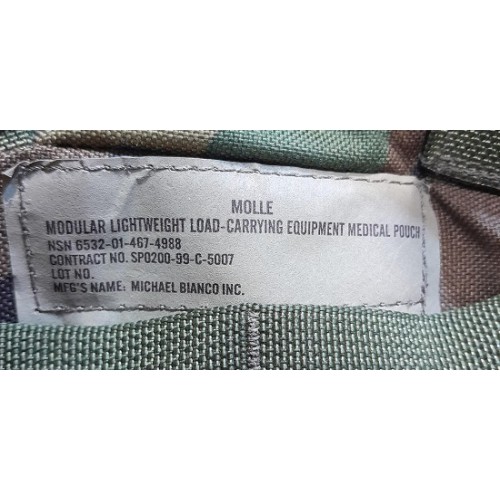 MOLLE
MODULAR LIGHTWEIGHT LOAD-CARRYING EQUIPMENT MEDICAL POUCH
NSN 6532-01-467-4988
CONTRACT NO. SP0200-99-C-5007
LOT NO.
MFG'S NAME: MICHAEL BIANCO INC.